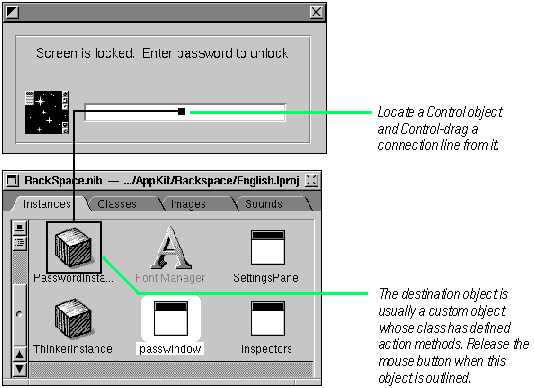 Screen is locked. Enter password to unlock
Locate a Control object
and Control-drag a
connection line from it.
BackSpace.nib — .../AppKit/Backspace/English.lproj
Instances
Classes
Images
Sounds
PasswordInsta...
Font Manager
SettingsPane
ThinkerInstance
passwindow
Inspectors
The destination object is
usually a custom object
whose class has defined
action methods. Release the
mouse button when this
object is outlined.